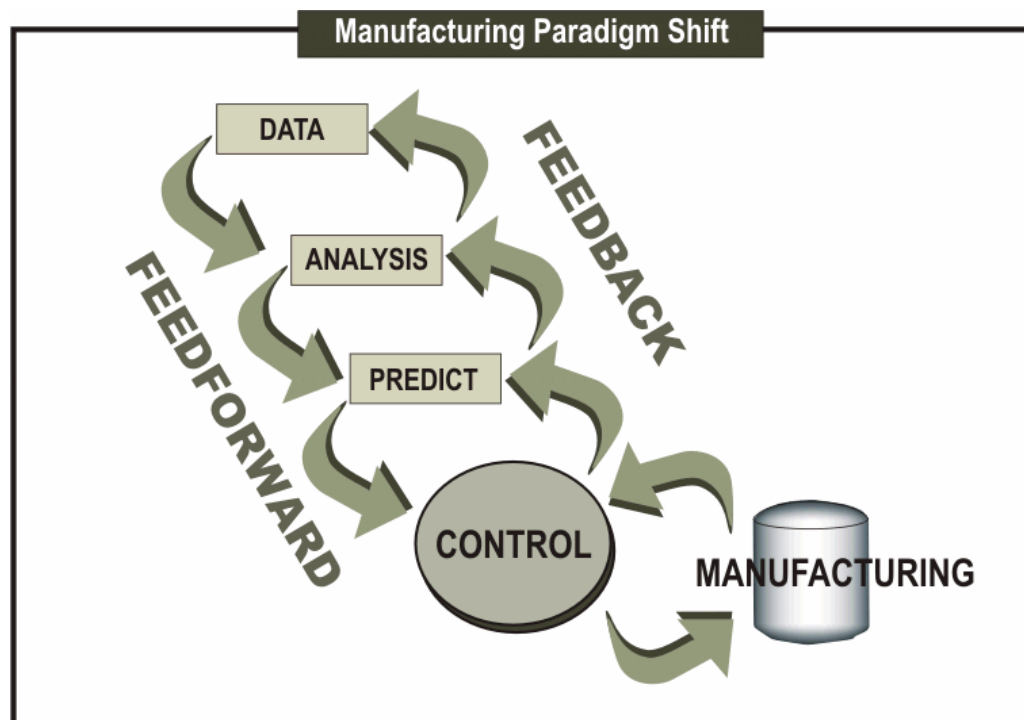 Manufacturing Paradigm Shift
DATA
FEEDBACK
ANALYSIS
FEEDFORWARD
PREDICT
CONTROL
MANUFACTURING